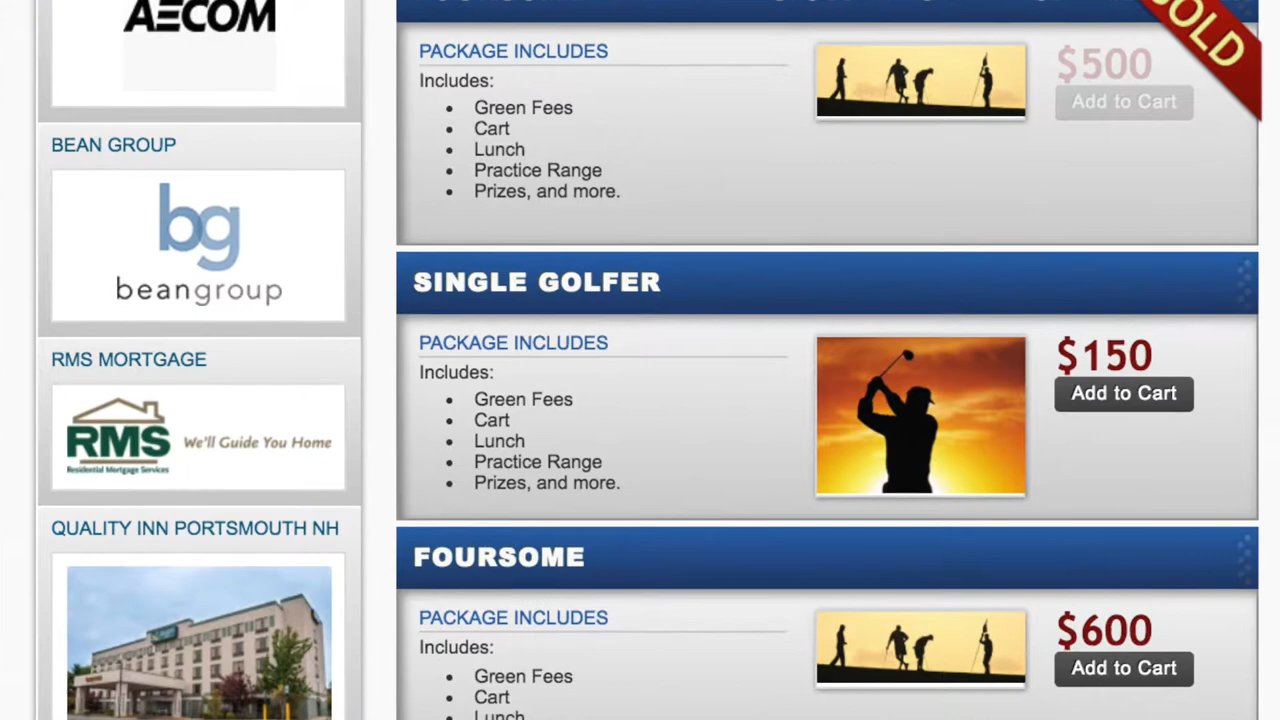 AECOM
BEAN GROUP
bg
beangroup
RMS MORTGAGE
RMS We'll Guide You Home
Residential Mortgage Services
QUALITY INN PORTSMOUTH NH
PACKAGE INCLUDES
Includes:
• Green Fees
• Cart
• Lunch
• Practice Range
• Prizes, and more.
$500
Add to Cart
SOLD
SINGLE GOLFER
PACKAGE INCLUDES
Includes:
• Green Fees
• Cart
• Lunch
• Practice Range
• Prizes, and more.
$150
Add to Cart
FOURSOME
PACKAGE INCLUDES
Includes:
• Green Fees
• Cart
• Lunch
$600
Add to Cart